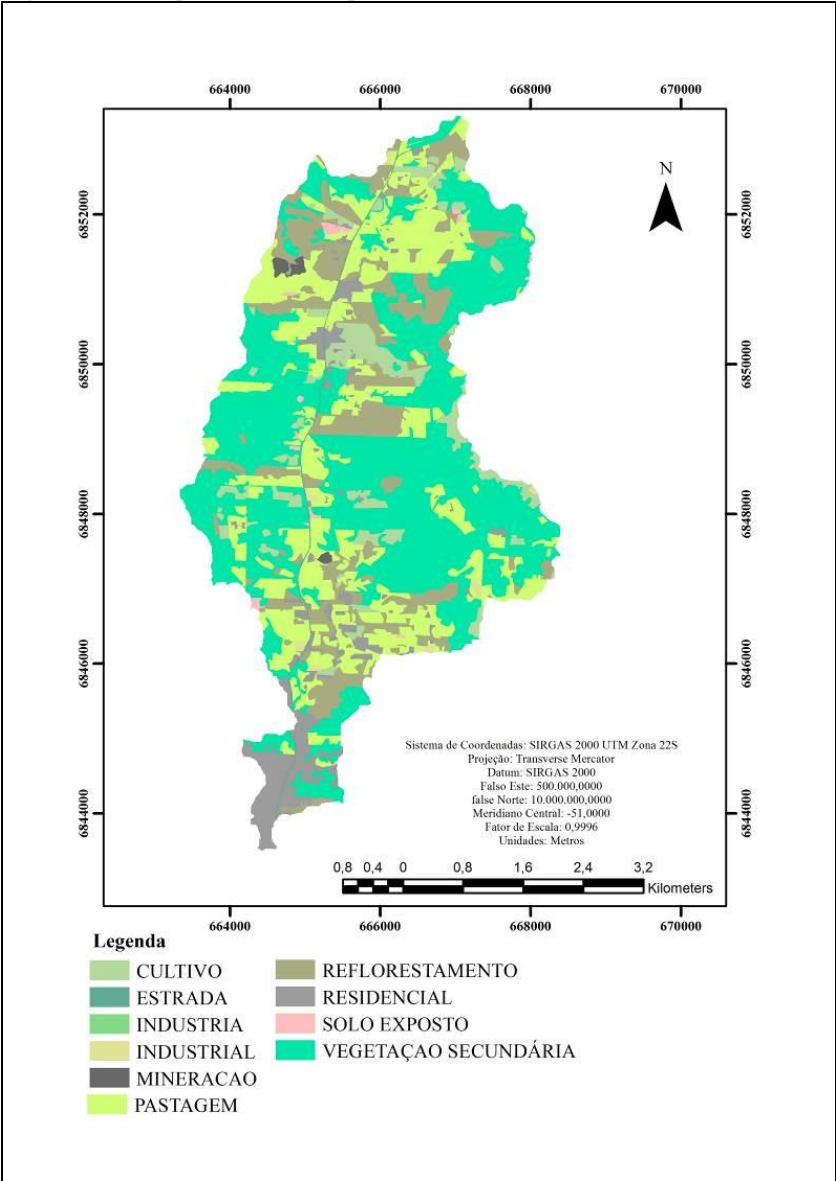 664000 666000 668000 670000
N
6852000 6852000
6850000 6850000
6848000 6848000
6846000 6846000
6844000 6844000
Sistema de Coordenadas: SIRGAS 2000 UTM Zona 22S
Projeção: Transverse Mercator
Datum: SIRGAS 2000
Falso Este: 500.000,0000
false Norte: 10.000.000,0000
Meridiano Central: -51,0000
Fator de Escala: 0,9996
Unidades: Metros
0,8 0,4 0 0,8 1,6 2,4 3,2
Kilometers
664000 666000 668000 670000
Legenda
CULTIVO
ESTRADA
INDUSTRIA
INDUSTRIAL
MINERACAO
PASTAGEM
REFLORESTAMENTO
RESIDENCIAL
SOLO EXPOSTO
VEGETAÇAO SECUNDÁRIA